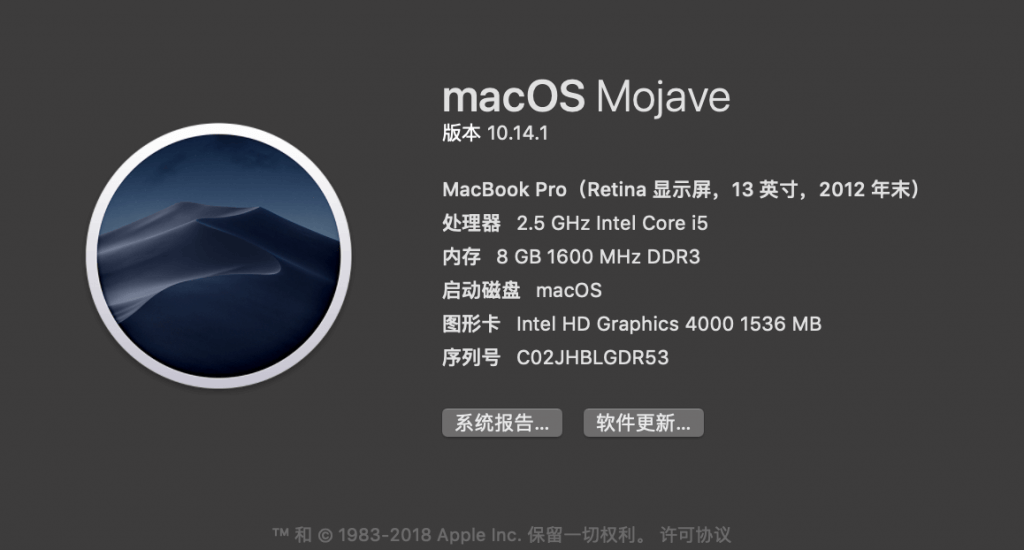 macOS Mojave
版本 10.14.1
MacBook Pro（Retina 显示屏，13 英寸，2012 年末）
处理器 2.5 GHz Intel Core i5
内存 8 GB 1600 MHz DDR3
启动磁盘 macOS
图形卡 Intel HD Graphics 4000 1536 MB
序列号 C02JHBLGDR53
系统报告... 软件更新...
™ 和 © 1983-2018 Apple Inc. 保留一切权利。 许可协议